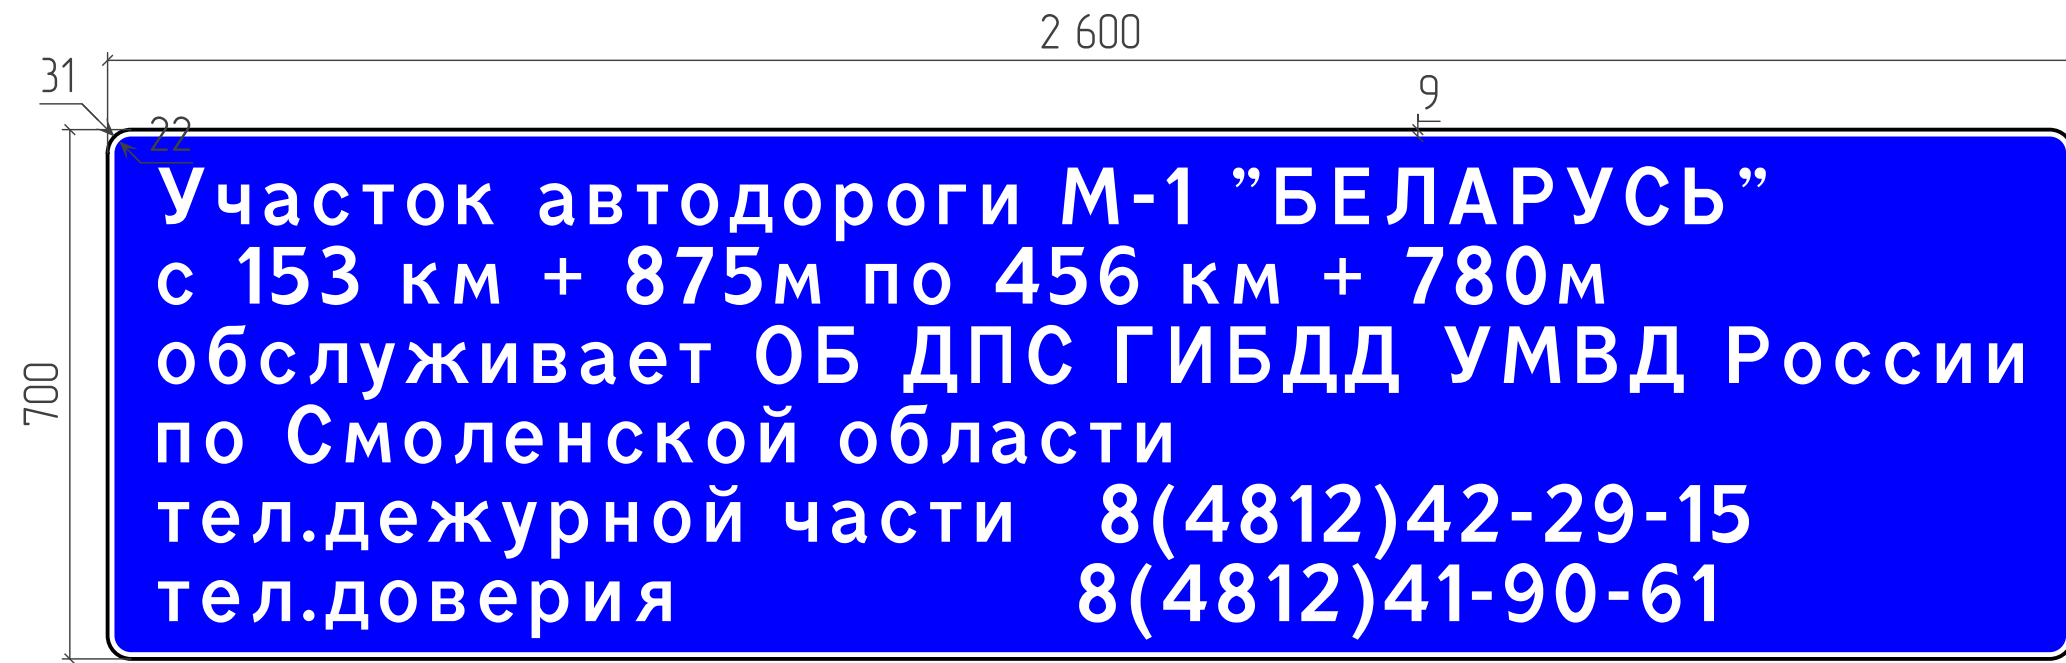 2 600
31
9
22
700
Участок автодороги М-1 ”БЕЛАРУСЬ”
с 153 км + 875м по 456 км + 780м
обслуживает ОБ ДПС ГИБДД УМВД России
по Смоленской области
тел.дежурной части 8(4812)42-29-15
тел.доверия 8(4812)41-90-61